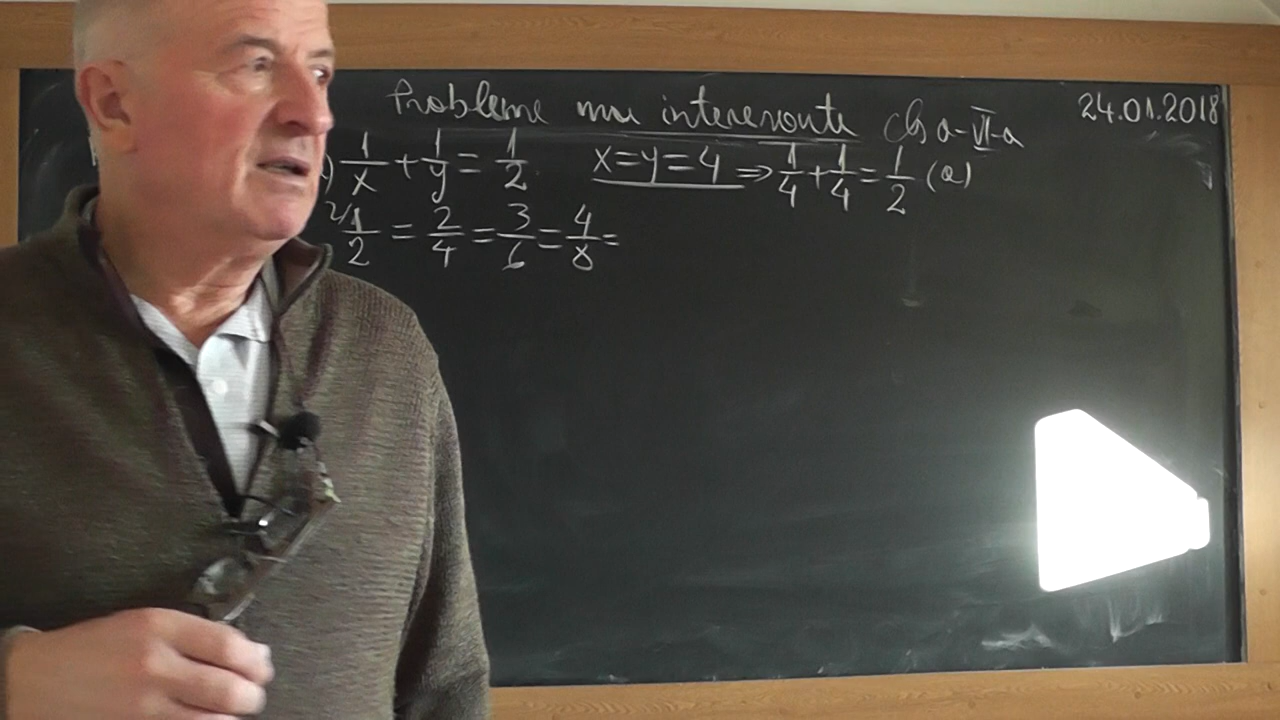 Probleme mai interesante cls a-VI-a 24.01.2018
) 1/x + 1/y = 1/2 x=y=4 ⇒ 1/4 + 1/4 = 1/2 (a)
2/ 1/2 = 2/4 = 3/6 = 4/8 =